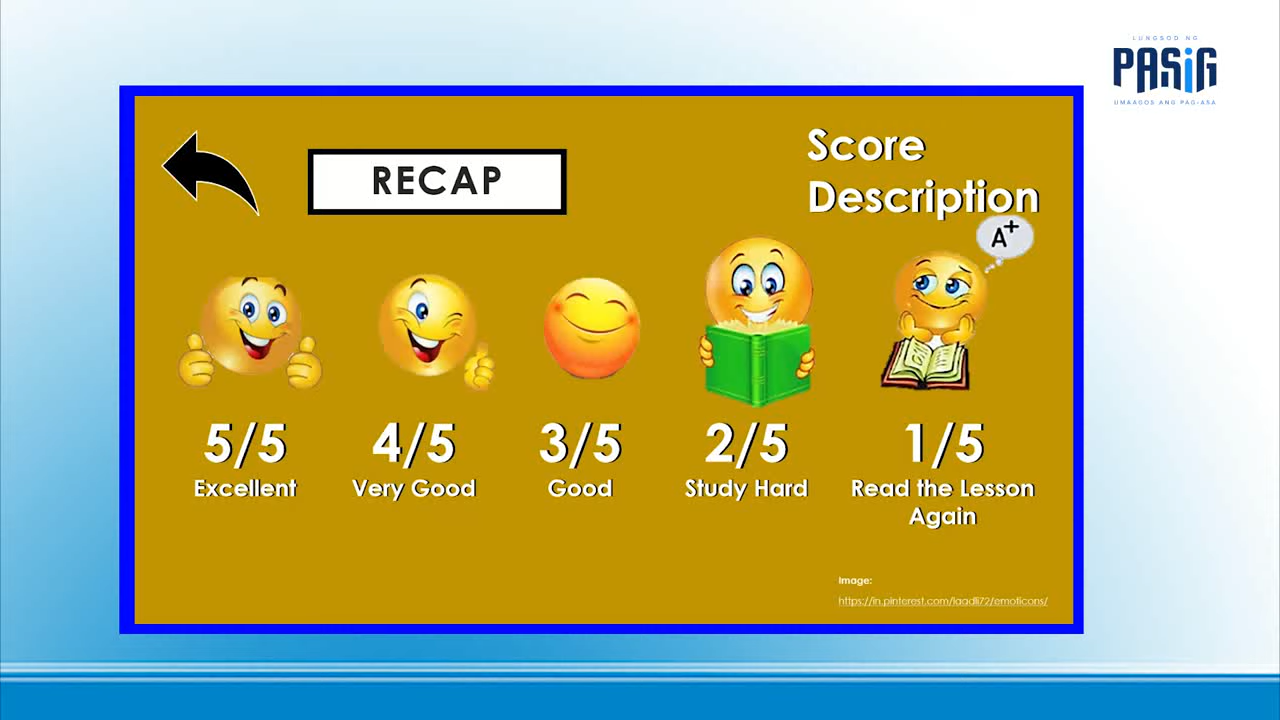 LUNGSOD NG
PASiG
UMAAGOS ANG PAG-ASA
RECAP
Score
Description
A+
5/5
Excellent
4/5
Very Good
3/5
Good
2/5
Study Hard
1/5
Read the Lesson
Again
Image:
https://in.pinterest.com/laadli72/emoticons/